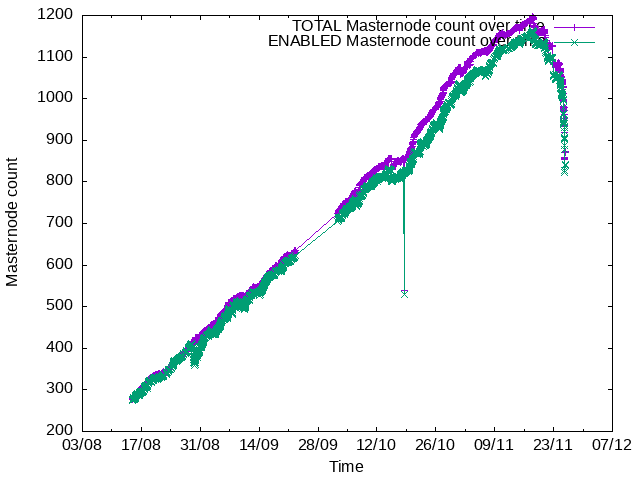 1200
1100
1000
900
800
700
600
500
400
300
200
TOTAL Masternode count over time
ENABLED Masternode count over time
Masternode count
03/08 17/08 31/08 14/09 28/09 12/10 26/10 09/11 23/11 07/12
Time